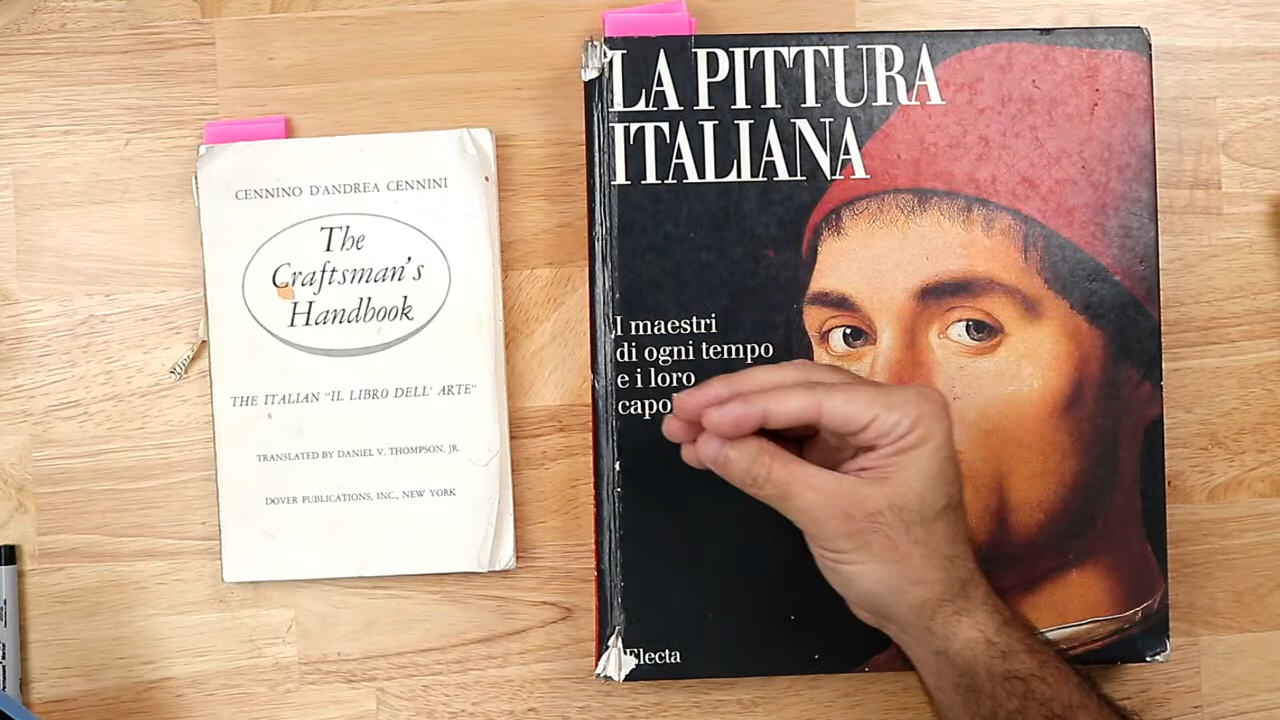 CENNINO D'ANDREA CENNINI
The
Craftsman's
Handbook
THE ITALIAN "IL LIBRO DELL' ARTE"
TRANSLATED BY DANIEL V. THOMPSON, JR.
DOVER PUBLICATIONS, INC., NEW YORK
LA PITTURA
ITALIANA
I maestri
di ogni tempo
e i loro
Electa